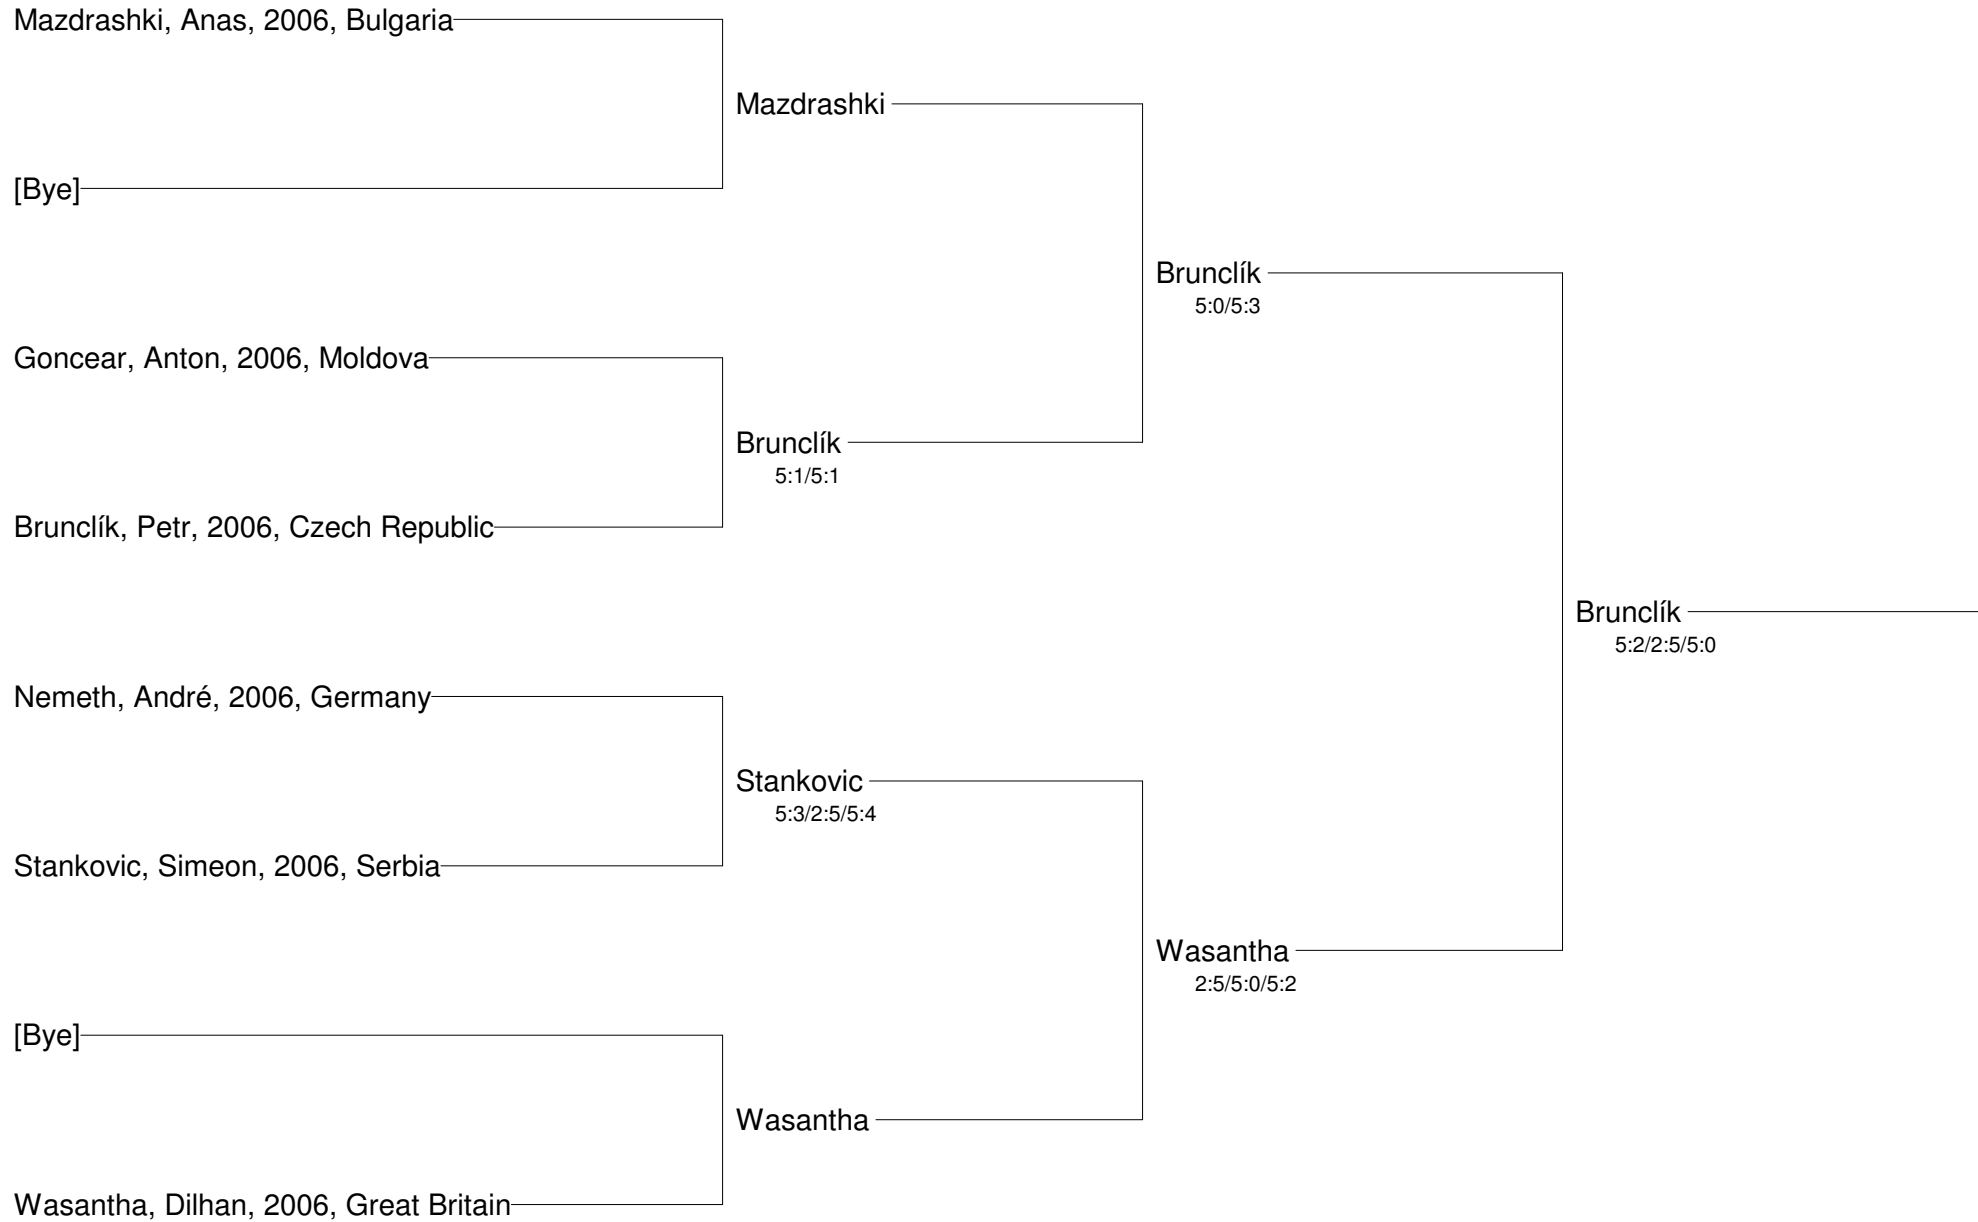 Mazdrashki, Anas, 2006, Bulgaria
Mazdrashki
[Bye]
Brunclík
5:0/5:3
Goncear, Anton, 2006, Moldova
Brunclík
5:1/5:1
Brunclík, Petr, 2006, Czech Republic
Brunclík
5:2/2:5/5:0
Nemeth, André, 2006, Germany
Stankovic
5:3/2:5/5:4
Stankovic, Simeon, 2006, Serbia
Wasantha
2:5/5:0/5:2
[Bye]
Wasantha
Wasantha, Dilhan, 2006, Great Britain